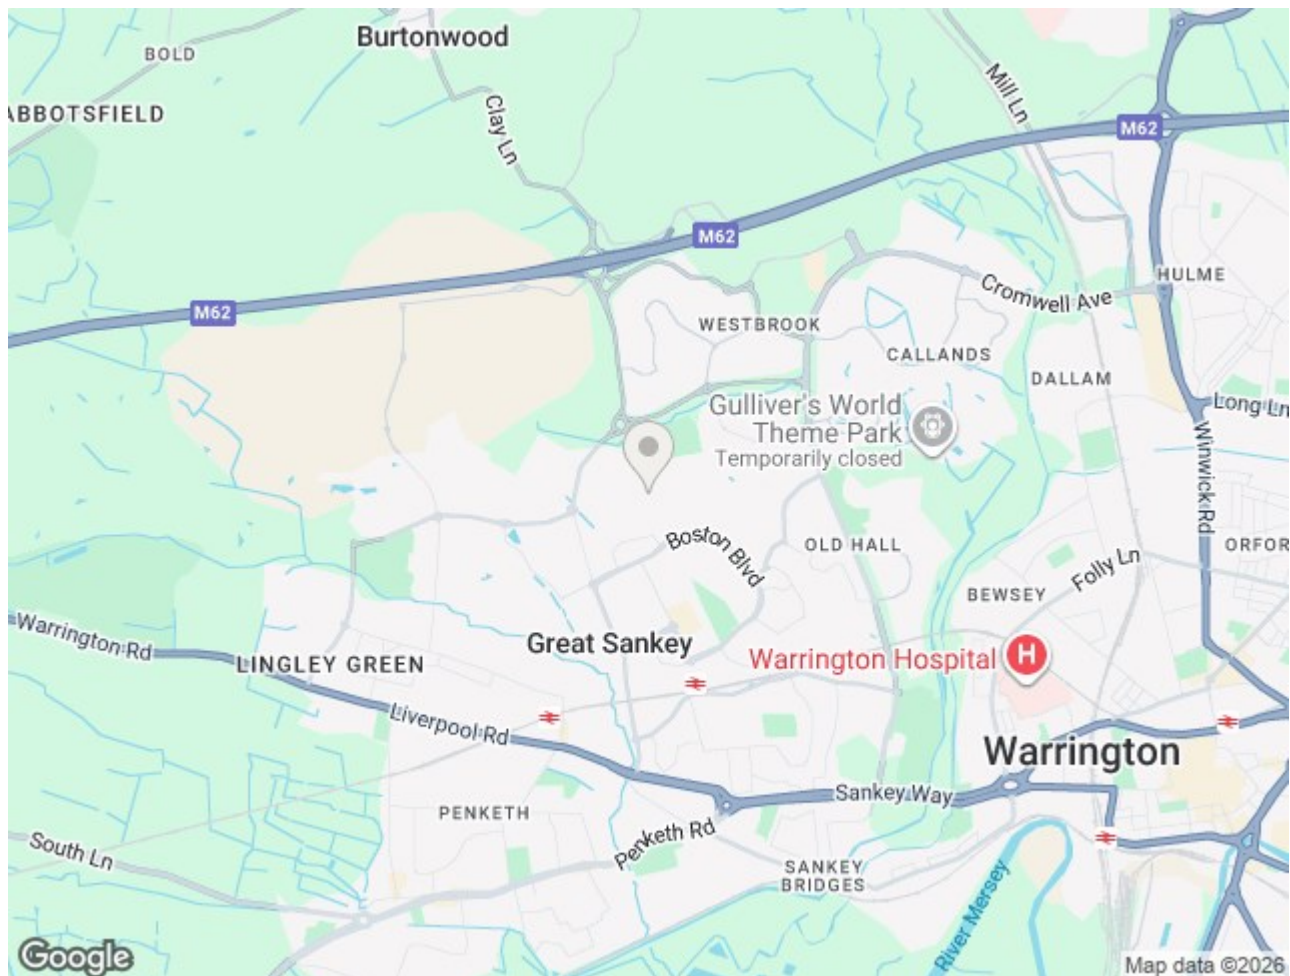 Burtonwood
BOLD
ABBOTSFIELD
Clay Ln
Mill Ln
M62
M62
M62
HULME
Cromwell Ave
WESTBROOK
CALLANDS
DALLAM
Long Ln
Gulliver's World
Theme Park
Temporarily closed
Winwick Rd
Boston Blvd
OLD HALL
ORFOR
Folly Ln
BEWSEY
Warrington Rd
Great Sankey
LINGLEY GREEN
Warrington Hospital
H
Liverpool Rd
Warrington
Sankey Way
PENKETH
Penketh Rd
South Ln
SANKEY
BRIDGES
River Mersey
Google
Map data ©2026